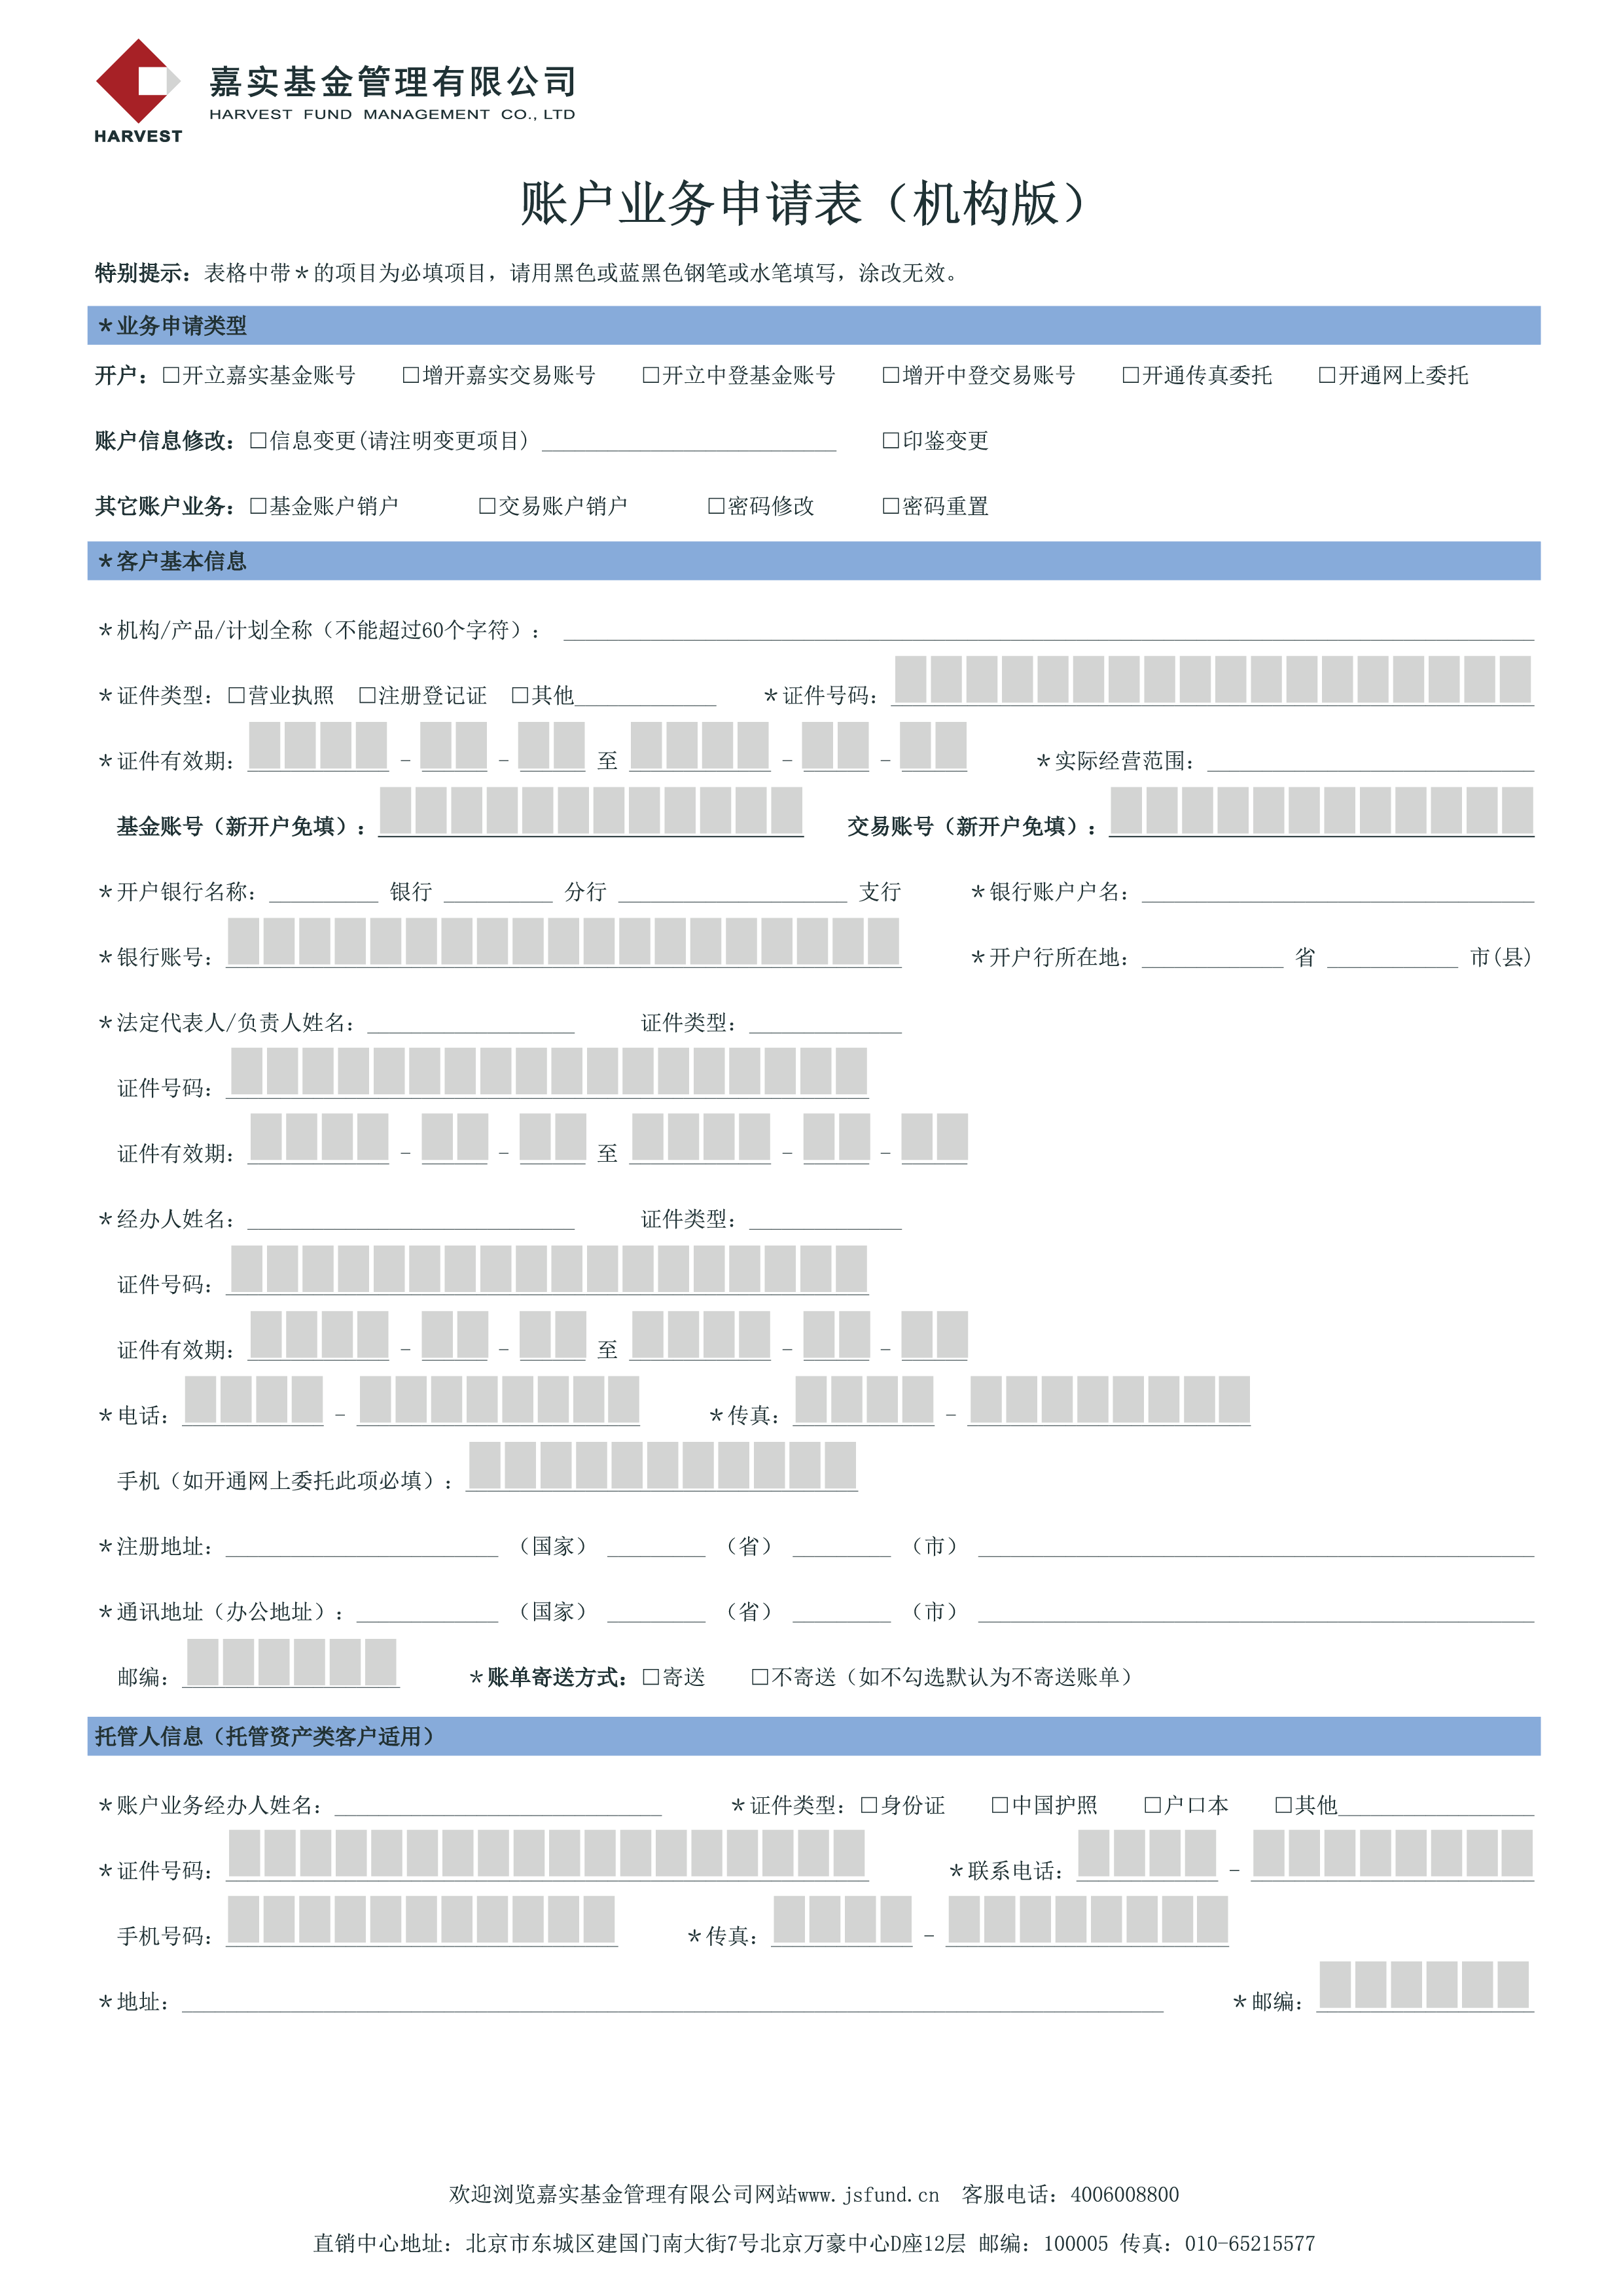 嘉实基金管理有限公司
HARVEST FUND MANAGEMENT CO., LTD
HARVEST
账户业务申请表（机构版）
特别提示：表格中带＊的项目为必填项目，请用黑色或蓝黑色钢笔或水笔填写，涂改无效。
＊业务申请类型
开户：□开立嘉实基金账号 □增开嘉实交易账号 □开立中登基金账号 □增开中登交易账号 □开通传真委托 □开通网上委托
账户信息修改：□信息变更(请注明变更项目)___________________________ □印鉴变更
其它账户业务：□基金账户销户 □交易账户销户 □密码修改 □密码重置
＊客户基本信息
＊机构/产品/计划全称（不能超过60个字符）：
＊证件类型：□营业执照 □注册登记证 □其他_____________ ＊证件号码：
＊证件有效期： - - 至 - - ＊实际经营范围：
基金账号（新开户免填）： 交易账号（新开户免填）：
＊开户银行名称：__________ 银行 __________ 分行 _____________________ 支行 ＊银行账户户名：
＊银行账号： ＊开户行所在地：_____________ 省 ____________ 市(县)
＊法定代表人/负责人姓名：___________________ 证件类型：______________
证件号码：
证件有效期： - - 至 - -
＊经办人姓名：______________________________ 证件类型：______________
证件号码：
证件有效期： - - 至 - -
＊电话： - ＊传真： -
手机（如开通网上委托此项必填）：
＊注册地址：_________________________ （国家） _________ （省） _________ （市）
＊通讯地址（办公地址）：_____________ （国家） _________ （省） _________ （市）
邮编： ＊账单寄送方式：□寄送 □不寄送（如不勾选默认为不寄送账单）
托管人信息（托管资产类客户适用）
＊账户业务经办人姓名：______________________________ ＊证件类型：□身份证 □中国护照 □户口本 □其他__________________
＊证件号码： ＊联系电话： -
手机号码： ＊传真： -
＊地址： ＊邮编：
欢迎浏览嘉实基金管理有限公司网站www.jsfund.cn 客服电话：4006008800
直销中心地址：北京市东城区建国门南大街7号北京万豪中心D座12层 邮编：100005 传真：010-65215577